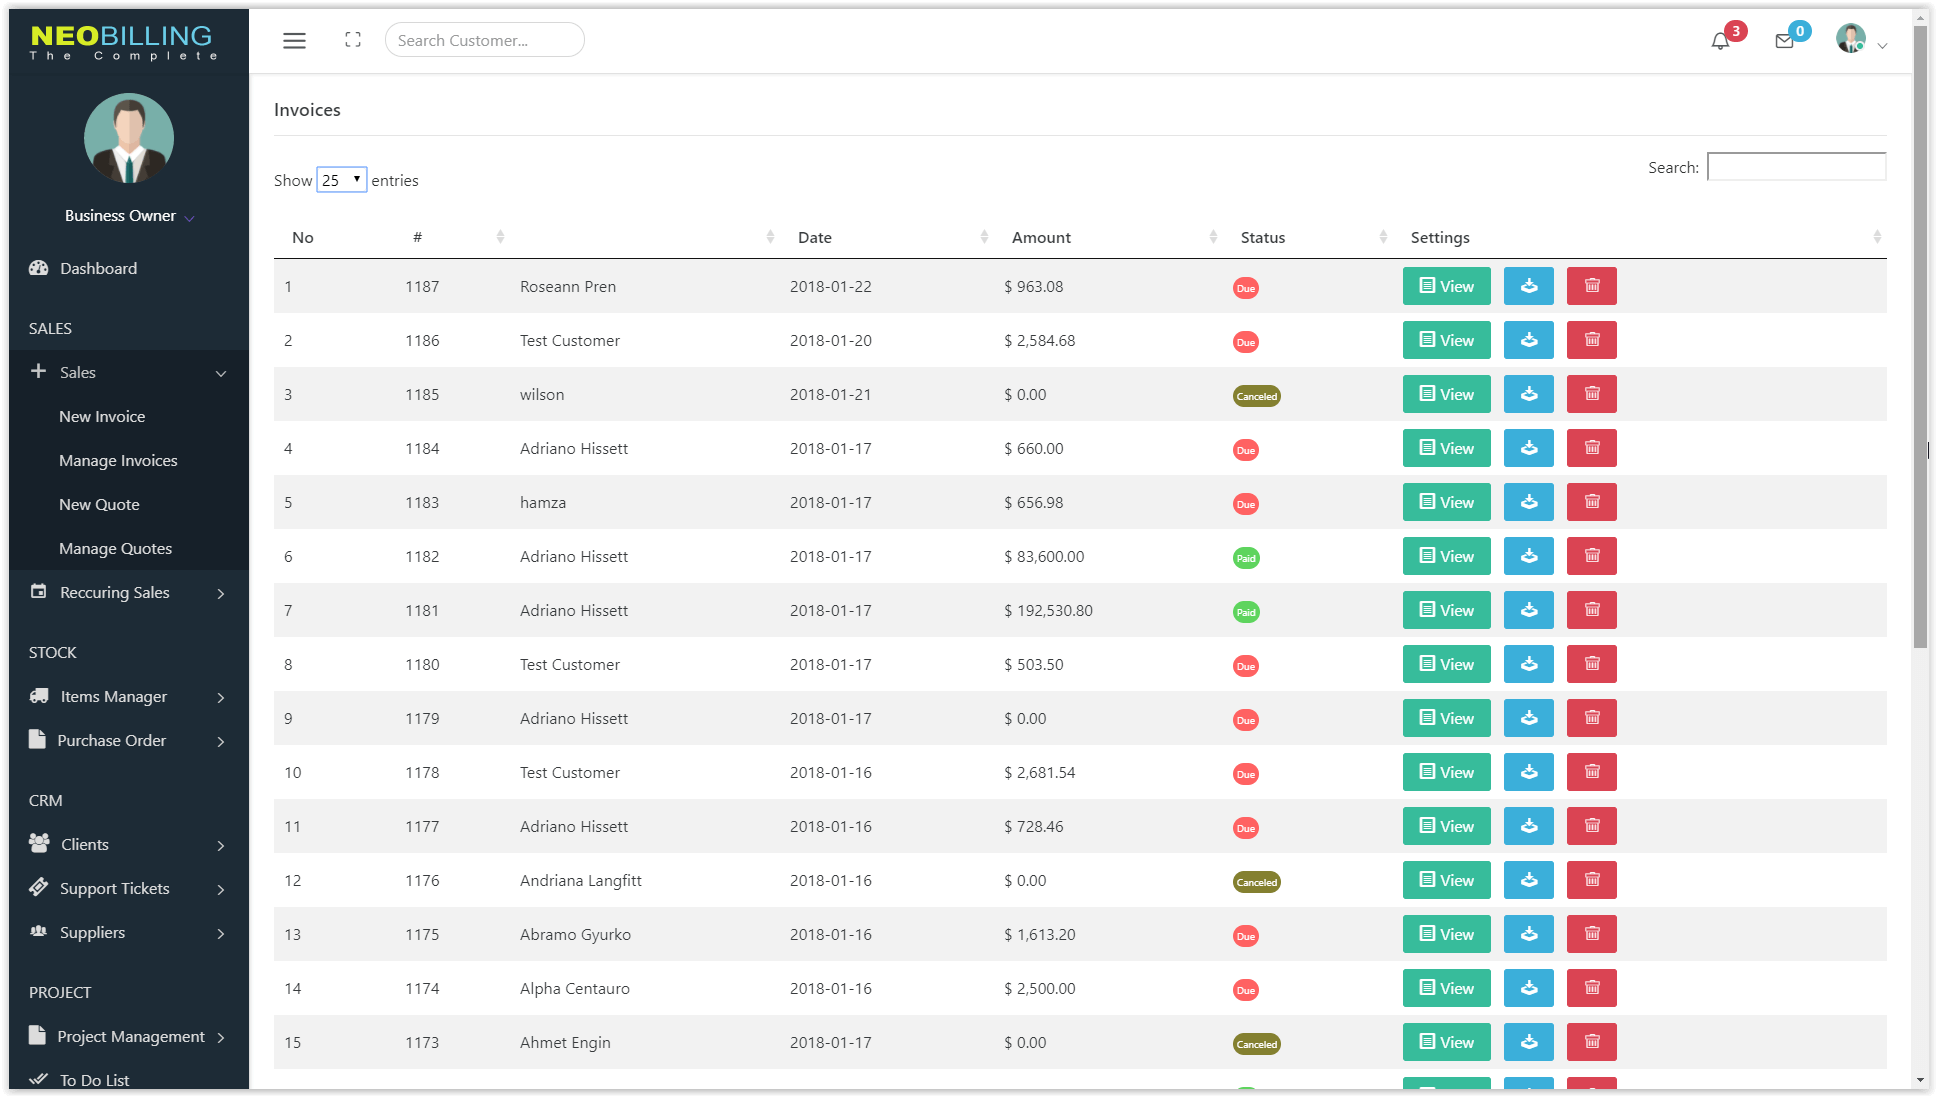 NEOBILLING
The Complete
Business Owner
Dashboard
SALES
Sales
New Invoice
Manage Invoices
New Quote
Manage Quotes
Reccuring Sales
STOCK
Items Manager
Purchase Order
CRM
Clients
Support Tickets
Suppliers
PROJECT
Project Management
To Do List
Search Customer...
3
0
Invoices
Show 25 entries
Search:
No # Date Amount Status Settings
1 1187 Roseann Pren 2018-01-22 $ 963.08 Due View
2 1186 Test Customer 2018-01-20 $ 2,584.68 Due View
3 1185 wilson 2018-01-21 $ 0.00 Canceled View
4 1184 Adriano Hissett 2018-01-17 $ 660.00 Due View
5 1183 hamza 2018-01-17 $ 656.98 Due View
6 1182 Adriano Hissett 2018-01-17 $ 83,600.00 Paid View
7 1181 Adriano Hissett 2018-01-17 $ 192,530.80 Paid View
8 1180 Test Customer 2018-01-17 $ 503.50 Due View
9 1179 Adriano Hissett 2018-01-17 $ 0.00 Due View
10 1178 Test Customer 2018-01-16 $ 2,681.54 Due View
11 1177 Adriano Hissett 2018-01-16 $ 728.46 Due View
12 1176 Andriana Langfitt 2018-01-16 $ 0.00 Canceled View
13 1175 Abramo Gyurko 2018-01-16 $ 1,613.20 Due View
14 1174 Alpha Centauro 2018-01-16 $ 2,500.00 Due View
15 1173 Ahmet Engin 2018-01-17 $ 0.00 Canceled View